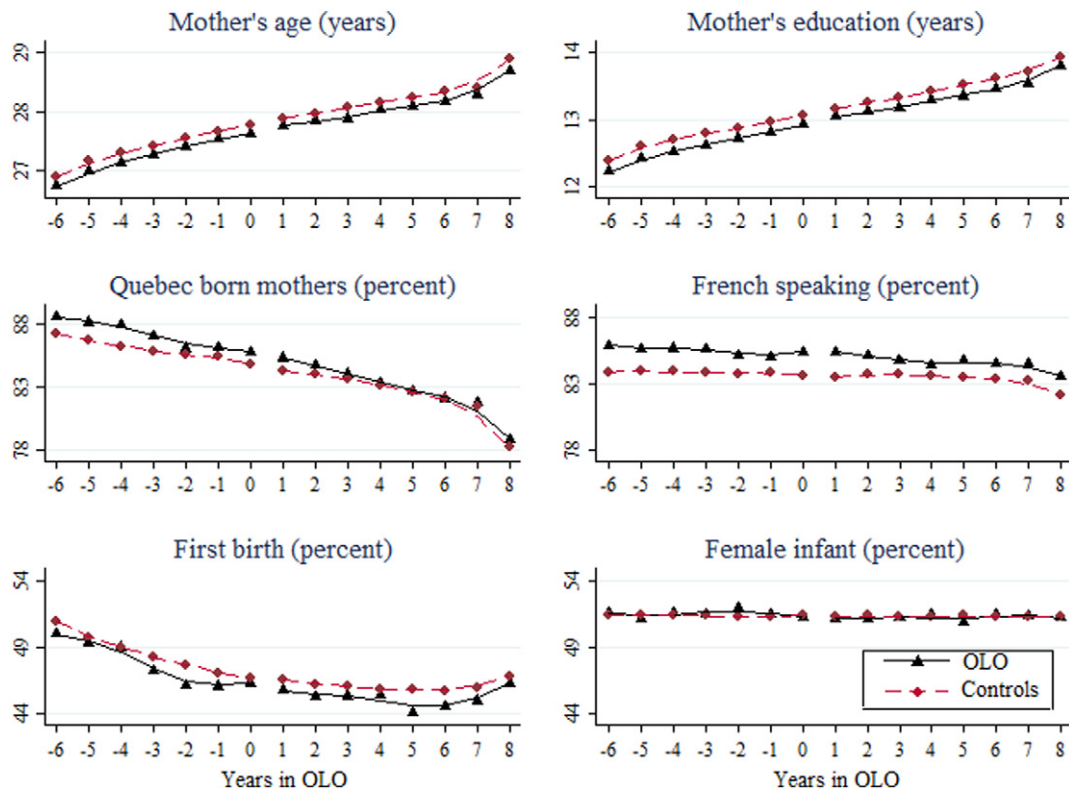 Mother's age (years)
29
28
27
-6 -5 -4 -3 -2 -1 0 1 2 3 4 5 6 7 8
Mother's education (years)
14
13
12
-6 -5 -4 -3 -2 -1 0 1 2 3 4 5 6 7 8
Quebec born mothers (percent)
88
83
78
-6 -5 -4 -3 -2 -1 0 1 2 3 4 5 6 7 8
French speaking (percent)
88
83
78
-6 -5 -4 -3 -2 -1 0 1 2 3 4 5 6 7 8
First birth (percent)
54
49
44
-6 -5 -4 -3 -2 -1 0 1 2 3 4 5 6 7 8
Years in OLO
Female infant (percent)
54
49
44
OLO
Controls
-6 -5 -4 -3 -2 -1 0 1 2 3 4 5 6 7 8
Years in OLO